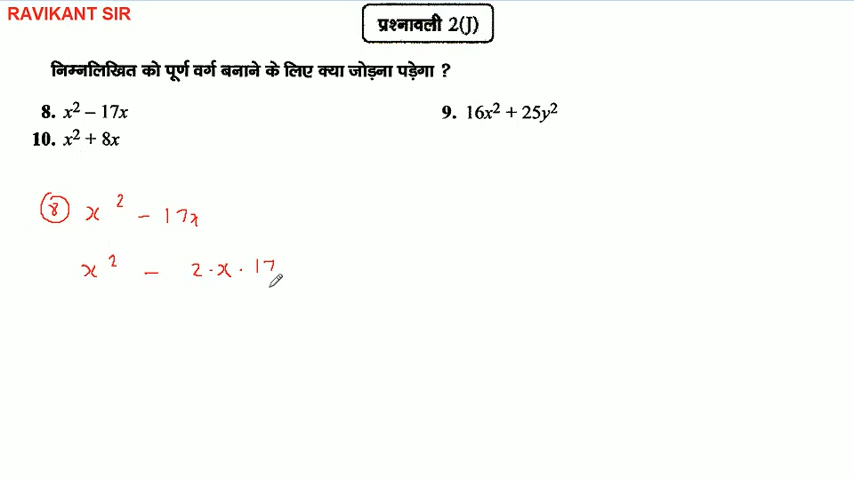 RAVIKANT SIR
प्रश्नावली 2(J)
निम्नलिखित को पूर्ण वर्ग बनाने के लिए क्या जोड़ना पड़ेगा ?
8. x² – 17x
9. 16x² + 25y²
10. x² + 8x
⑧ x² - 17x
x² - 2·x·17